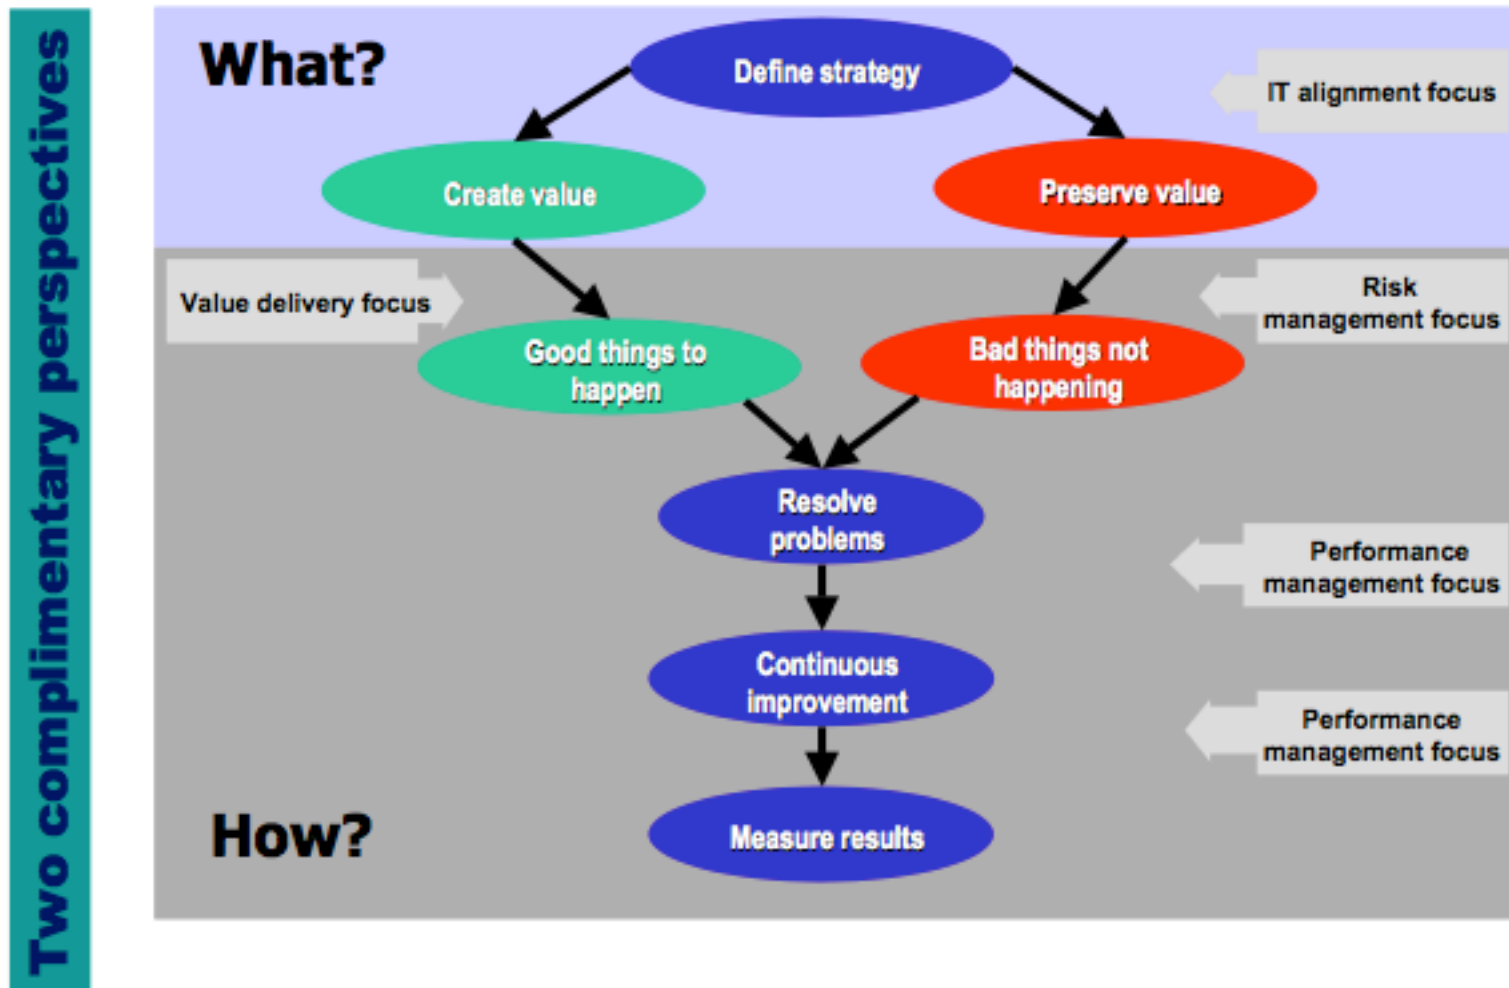 Two complimentary perspectives
What?
Define strategy
IT alignment focus
Create value
Preserve value
Value delivery focus
Risk
management focus
Good things to
happen
Bad things not
happening
Resolve
problems
Performance
management focus
Continuous
improvement
Performance
management focus
How?
Measure results